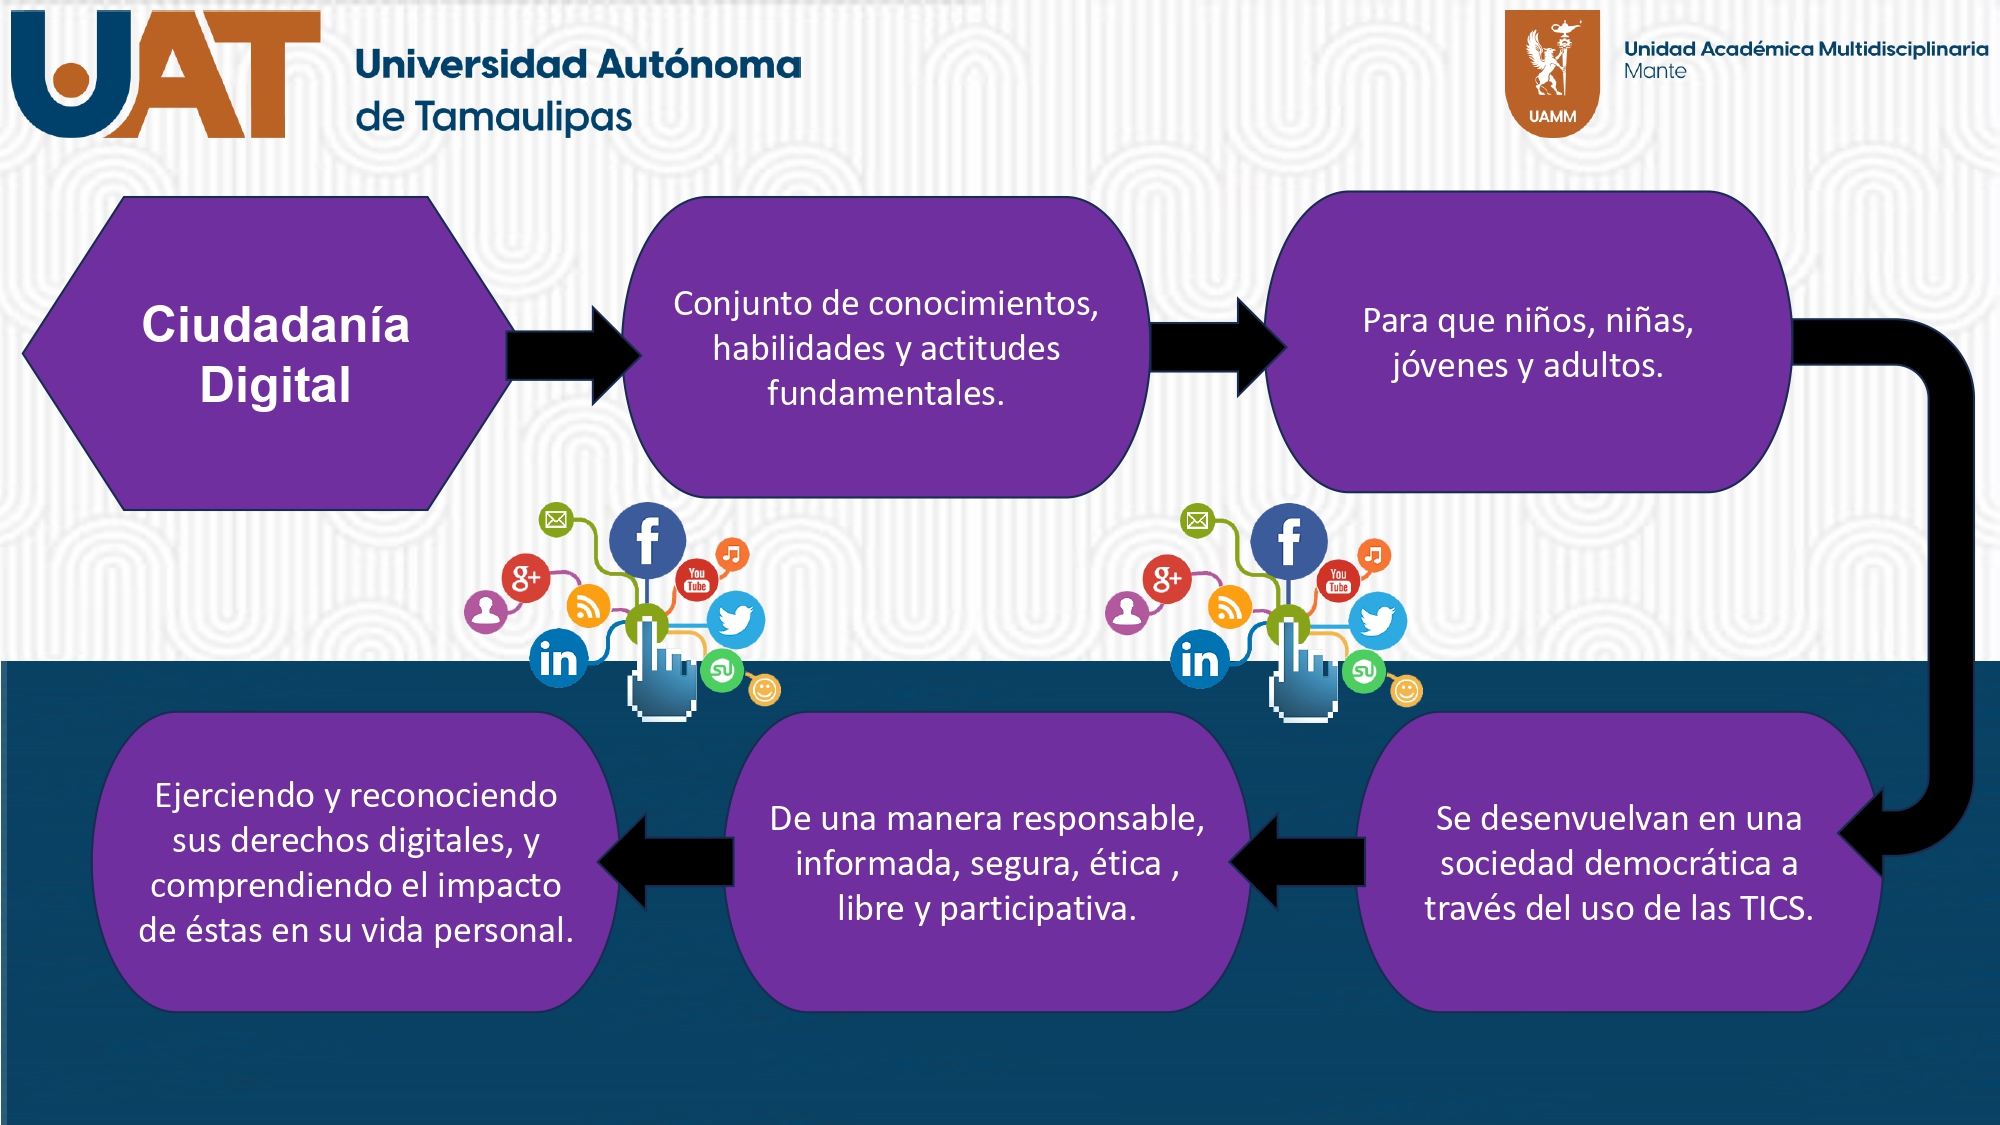 UAT
Universidad Autónoma
de Tamaulipas
UAMM
Unidad Académica Multidisciplinaria
Mante
Ciudadanía
Digital
Conjunto de conocimientos,
habilidades y actitudes
fundamentales.
Para que niños, niñas,
jóvenes y adultos.
f
g+
You
Tube
in
SU
f
g+
You
Tube
in
SU
Se desenvuelvan en una
sociedad democrática a
través del uso de las TICS.
De una manera responsable,
informada, segura, ética ,
libre y participativa.
Ejerciendo y reconociendo
sus derechos digitales, y
comprendiendo el impacto
de éstas en su vida personal.